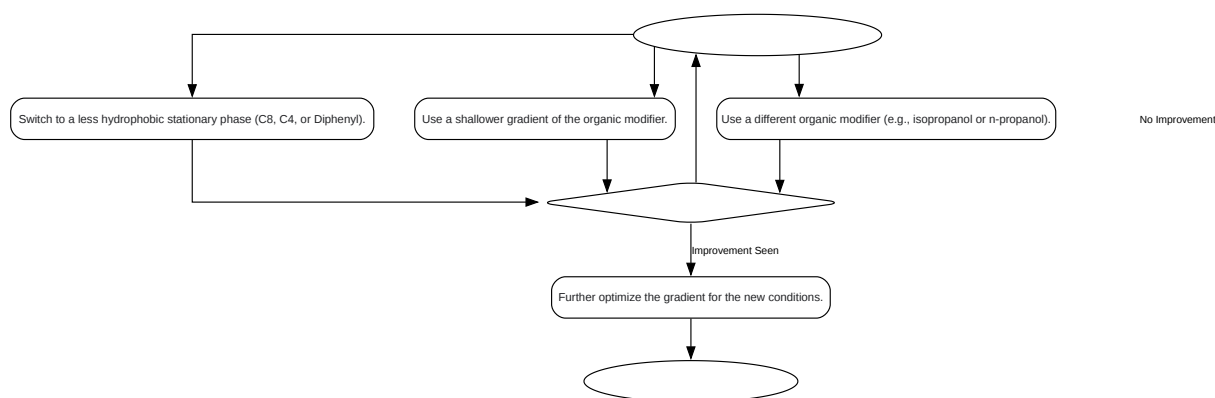 Switch to a less hydrophobic stationary phase (C8, C4, or Diphenyl).
Use a shallower gradient of the organic modifier.
Use a different organic modifier (e.g., isopropanol or n-propanol).
No Improvement
Improvement Seen
Further optimize the gradient for the new conditions.